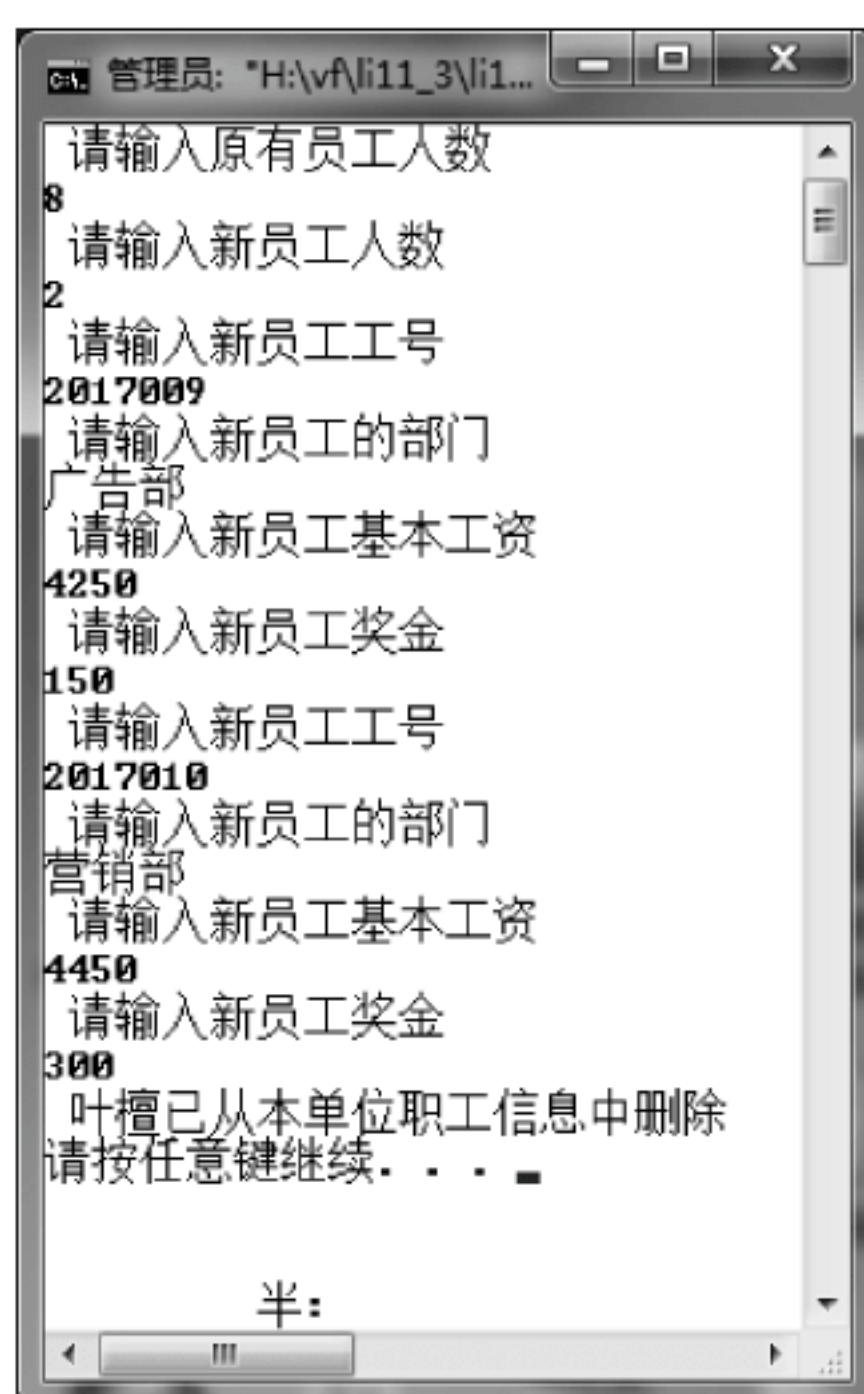 管理员: "H:\vf\li11_3\li1...
请输入原有员工人数
8
请输入新员工人数
2
请输入新员工工号
2017009
请输入新员工的部门
广告部
请输入新员工基本工资
4250
请输入新员工奖金
150
请输入新员工工号
2017010
请输入新员工的部门
营销部
请输入新员工基本工资
4450
请输入新员工奖金
300
叶檀已从本单位职工信息中删除
请按任意键继续. . .
半: